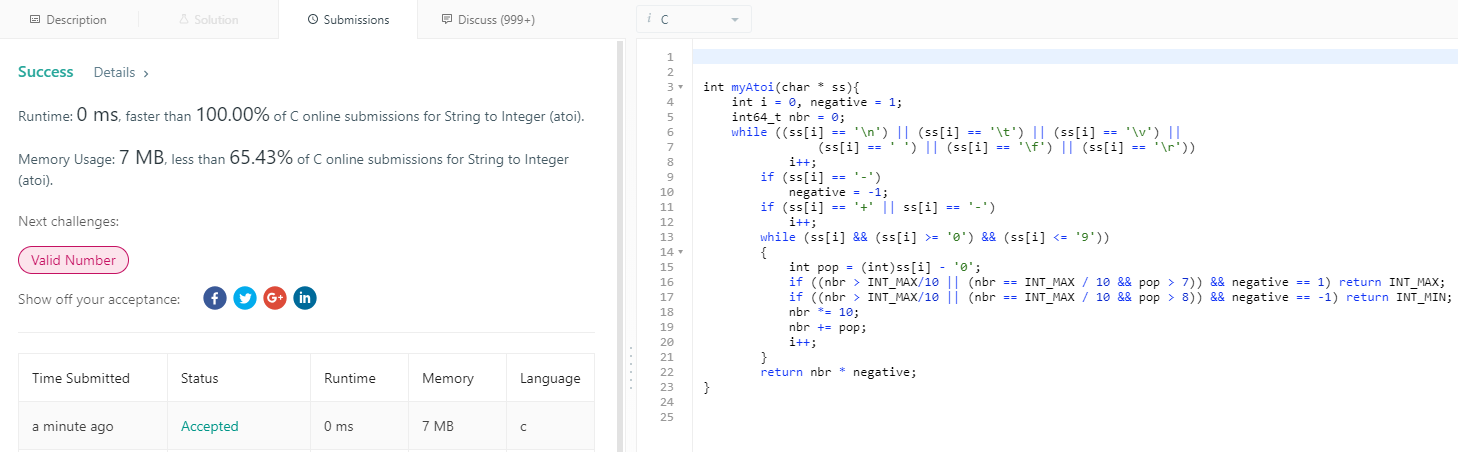 Description
Solution
Submissions
Discuss (999+)
i C
Success Details ›
Runtime: 0 ms, faster than 100.00% of C online submissions for String to Integer (atoi).
Memory Usage: 7 MB, less than 65.43% of C online submissions for String to Integer
(atoi).
Next challenges:
Valid Number
Show off your acceptance: f G+ in
Time Submitted Status Runtime Memory Language
a minute ago Accepted 0 ms 7 MB c
1
2
3 int myAtoi(char * ss){
4 int i = 0, negative = 1;
5 int64_t nbr = 0;
6 while ((ss[i] == '\n') || (ss[i] == '\t') || (ss[i] == '\v') ||
7 (ss[i] == ' ') || (ss[i] == '\f') || (ss[i] == '\r'))
8 i++;
9 if (ss[i] == '-')
10 negative = -1;
11 if (ss[i] == '+' || ss[i] == '-')
12 i++;
13 while (ss[i] && (ss[i] >= '0') && (ss[i] <= '9'))
14 {
15 int pop = (int)ss[i] - '0';
16 if ((nbr > INT_MAX/10 || (nbr == INT_MAX / 10 && pop > 7)) && negative == 1) return INT_MAX;
17 if ((nbr > INT_MAX/10 || (nbr == INT_MAX / 10 && pop > 8)) && negative == -1) return INT_MIN;
18 nbr *= 10;
19 nbr += pop;
20 i++;
21 }
22 return nbr * negative;
23 }
24
25